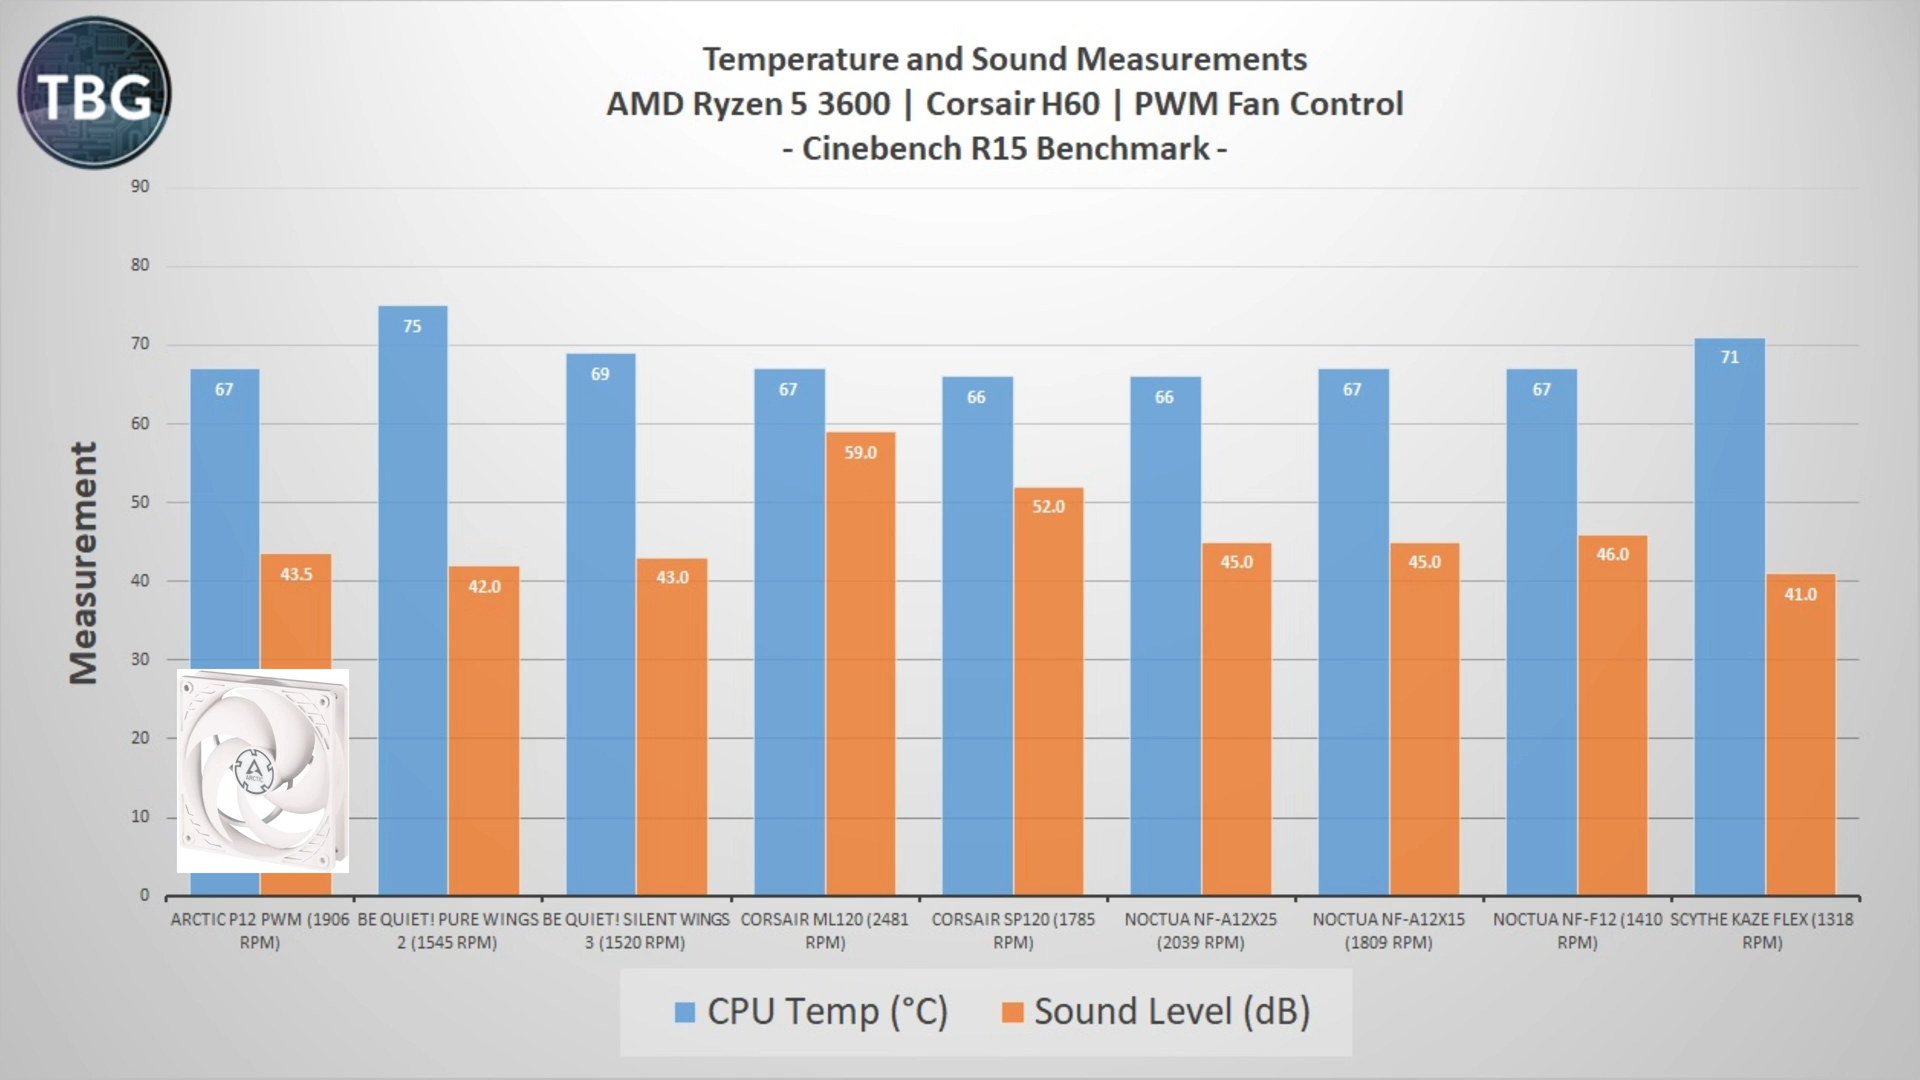 TBG
Temperature and Sound Measurements
AMD Ryzen 5 3600 | Corsair H60 | PWM Fan Control
- Cinebench R15 Benchmark -
Measurement
90
80
70
60
50
40
30
20
10
0
67
43.5
75
42.0
69
43.0
67
59.0
66
52.0
66
45.0
67
45.0
67
46.0
71
41.0
ARCTIC
ARCTIC P12 PWM (1906
RPM)
BE QUIET! PURE WINGS
2 (1545 RPM)
BE QUIET! SILENT WINGS
3 (1520 RPM)
CORSAIR ML120 (2481
RPM)
CORSAIR SP120 (1785
RPM)
NOCTUA NF-A12X25
(2039 RPM)
NOCTUA NF-A12X15
(1809 RPM)
NOCTUA NF-F12 (1410
RPM)
SCYTHE KAZE FLEX (1318
RPM)
CPU Temp (°C)
Sound Level (dB)